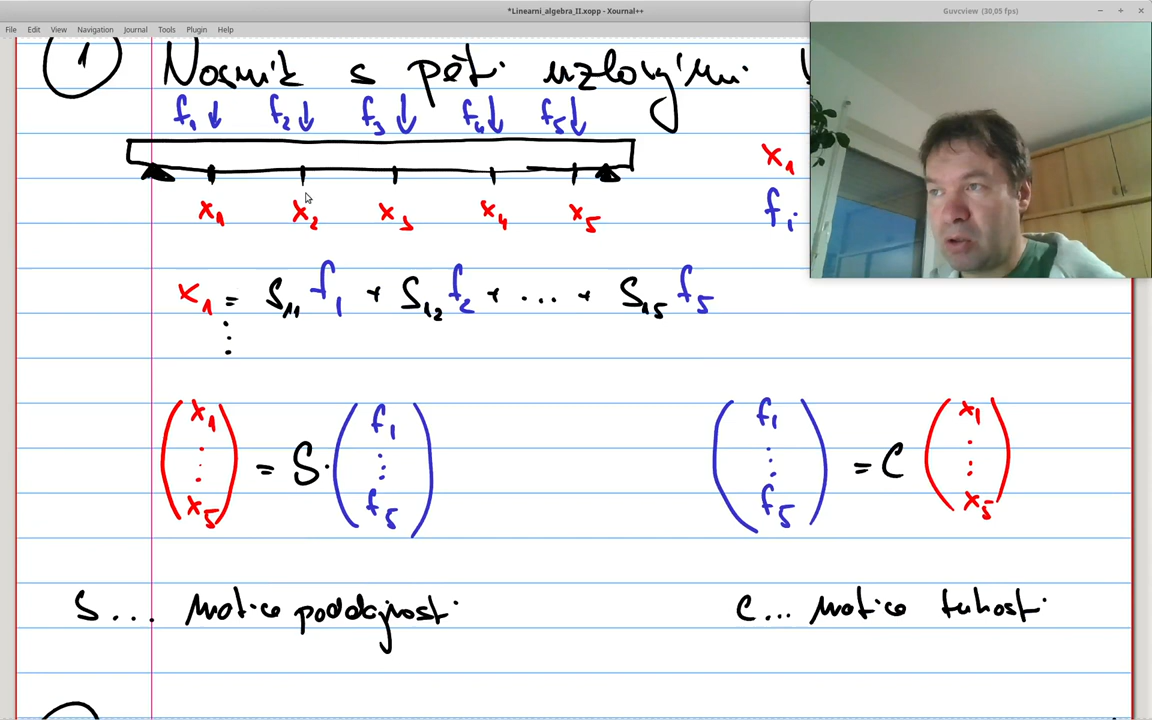 *Linearni_algebra_II.xopp - Xournal++
Guvcview (30,05 fps)
File Edit View Navigation Journal Tools Plugin Help
1 Nosník s pěti uzlovými
f₁↓ f₂↓ f₃↓ f₄↓ f₅↓
x₁
x₁ x₂ x₃ x₄ x₅
fᵢ
x₁ = S₁₁ f₁ + S₁₂ f₂ + ... + S₁₅ f₅
⋮
(x₁ ⋮ x₅) = S · (f₁ ⋮ f₅)
(f₁ ⋮ f₅) = C (x₁ ⋮ x₅)
S... matice poddajnosti
C... matice tuhosti